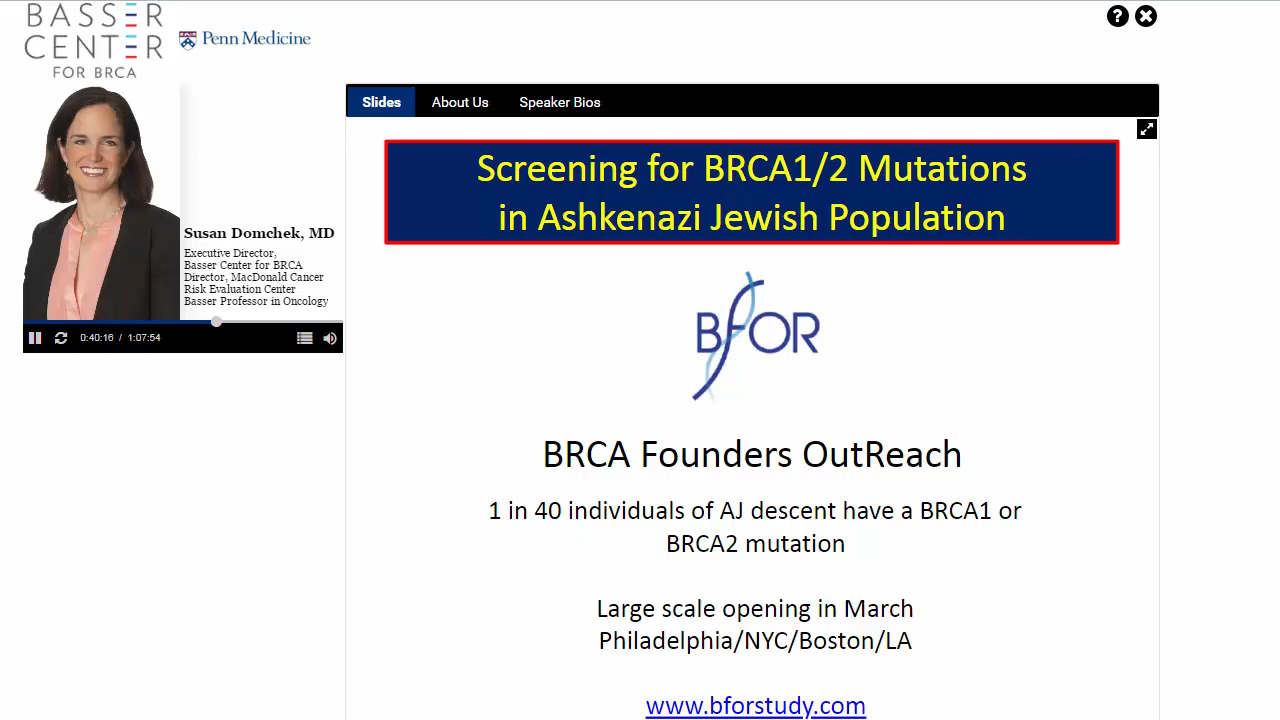 BASSER
CENTER
FOR BRCA
Penn Medicine
Susan Domchek, MD
Executive Director,
Basser Center for BRCA
Director, MacDonald Cancer
Risk Evaluation Center
Basser Professor in Oncology
0:40:16 / 1:07:54
Slides About Us Speaker Bios
Screening for BRCA1/2 Mutations
in Ashkenazi Jewish Population
BFOR
BRCA Founders OutReach
1 in 40 individuals of AJ descent have a BRCA1 or
BRCA2 mutation
Large scale opening in March
Philadelphia/NYC/Boston/LA
www.bforstudy.com